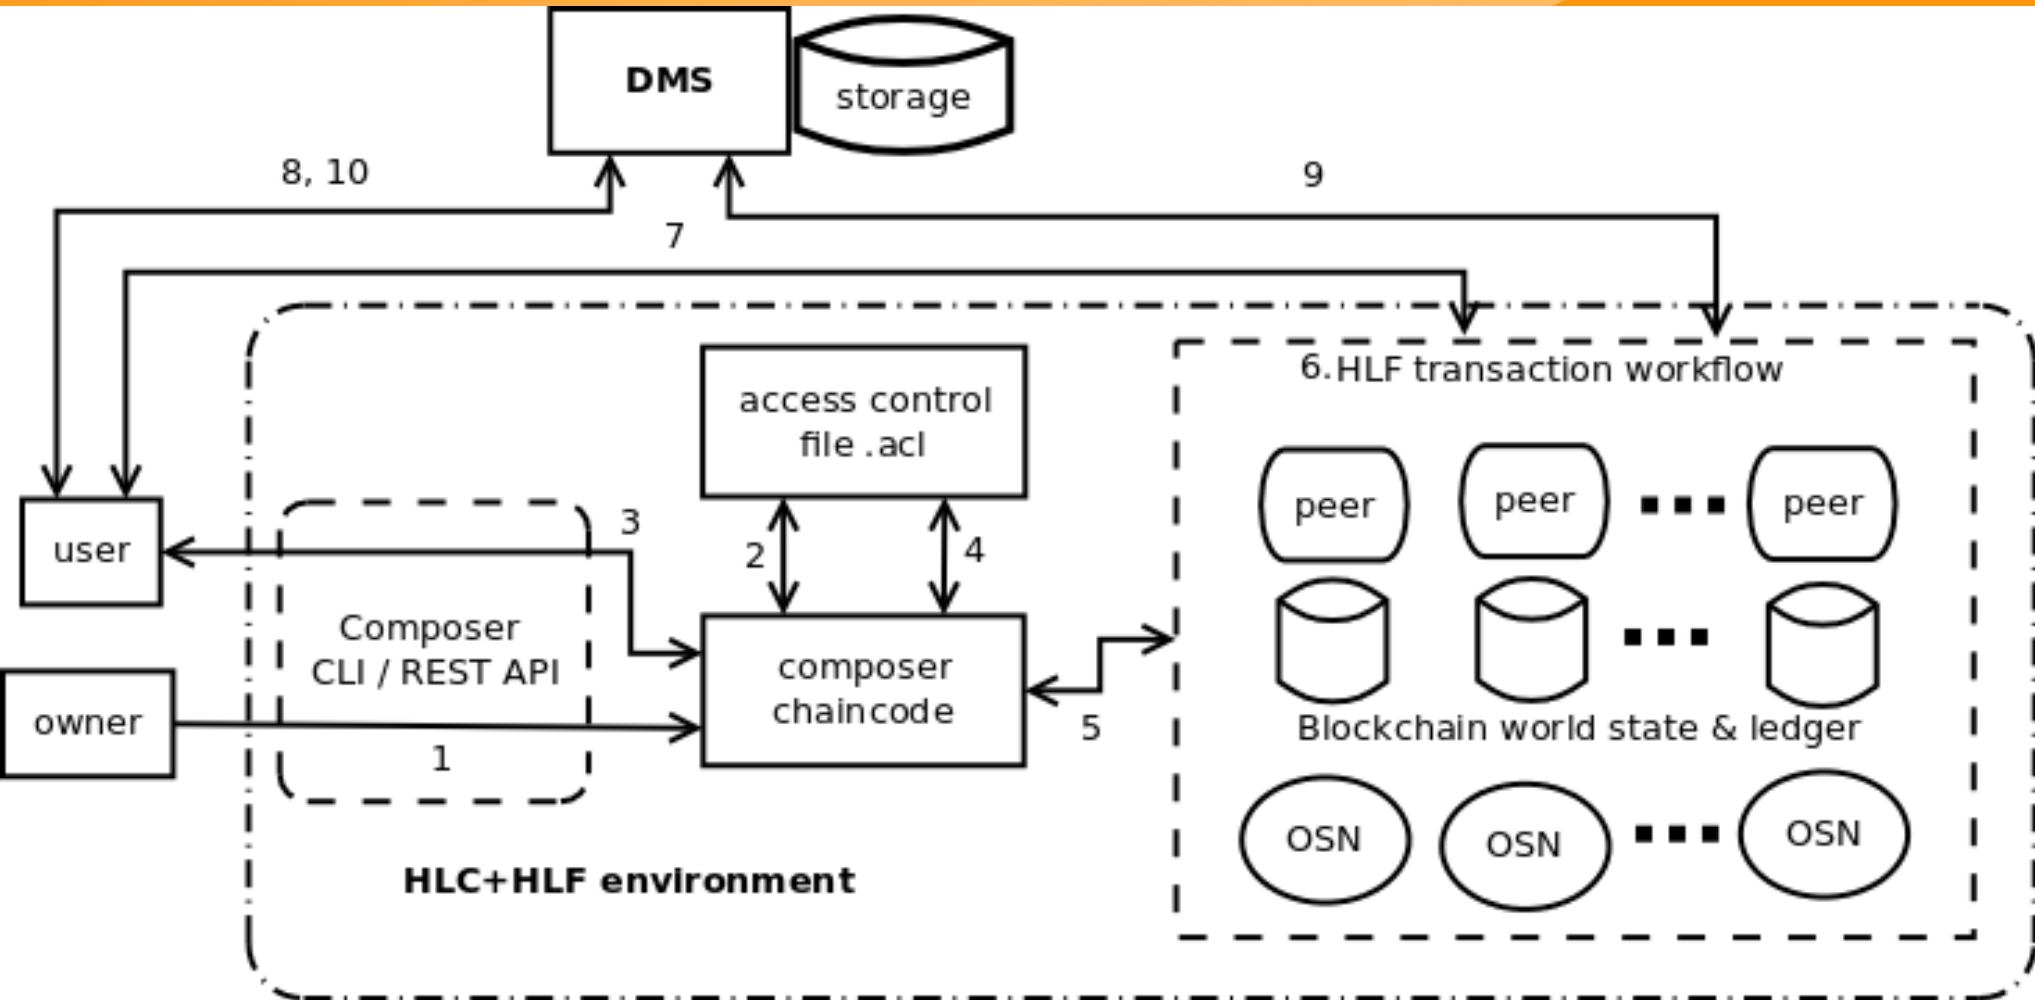 DMS
storage
8, 10
9
7
6.HLF transaction workflow
access control
file .acl
peer
peer
peer
3
user
2
4
Composer
CLI / REST API
composer
chaincode
owner
1
5
Blockchain world state & ledger
OSN
OSN
OSN
HLC+HLF environment